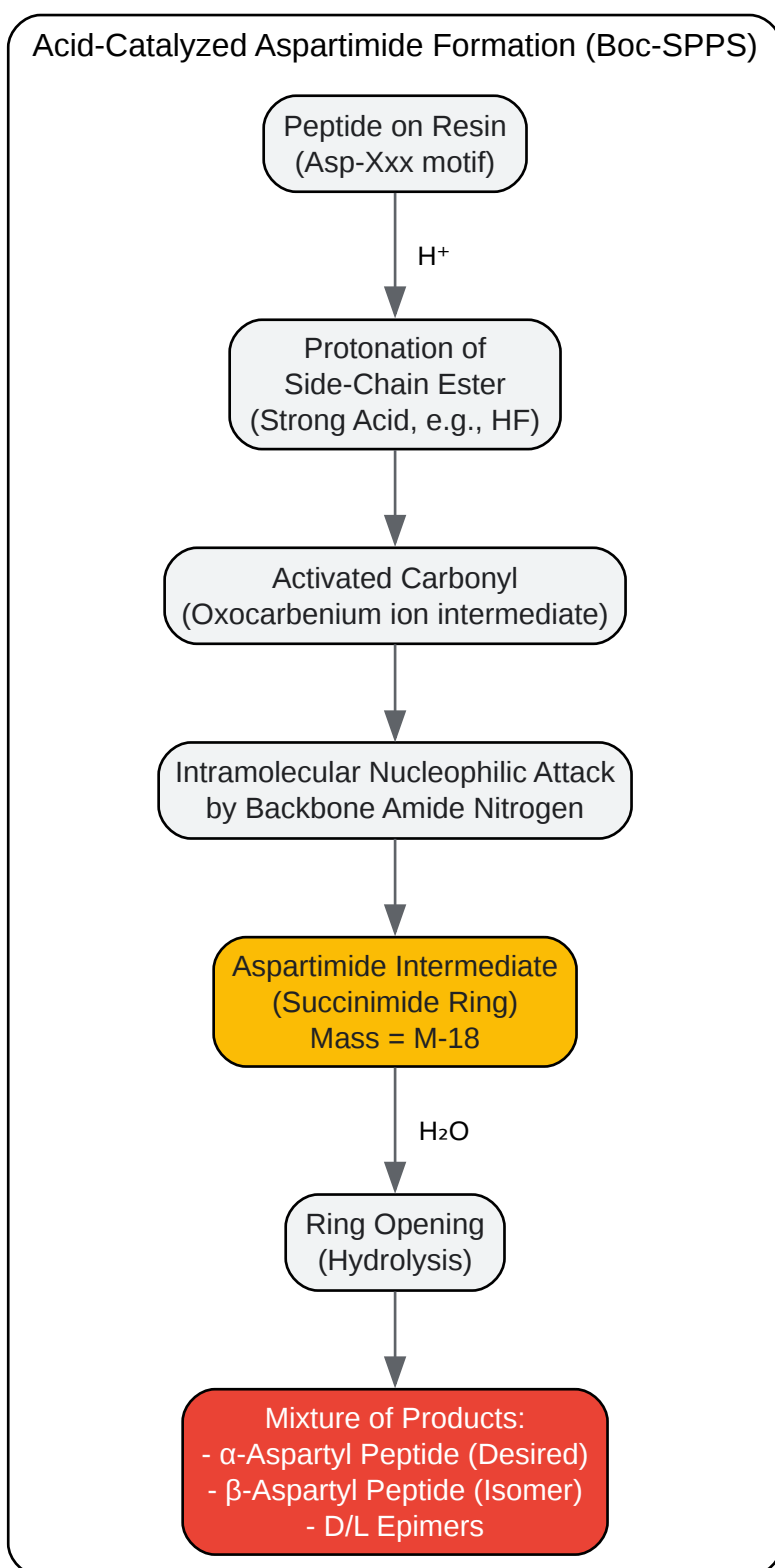 Acid-Catalyzed Aspartimide Formation (Boc-SPPS)
Peptide on Resin
(Asp-Xxx motif)
H⁺
Protonation of
Side-Chain Ester
(Strong Acid, e.g., HF)
Activated Carbonyl
(Oxocarbenium ion intermediate)
Intramolecular Nucleophilic Attack
by Backbone Amide Nitrogen
Aspartimide Intermediate
(Succinimide Ring)
Mass = M-18
H₂O
Ring Opening
(Hydrolysis)
Mixture of Products:
- α-Aspartyl Peptide (Desired)
- β-Aspartyl Peptide (Isomer)
- D/L Epimers